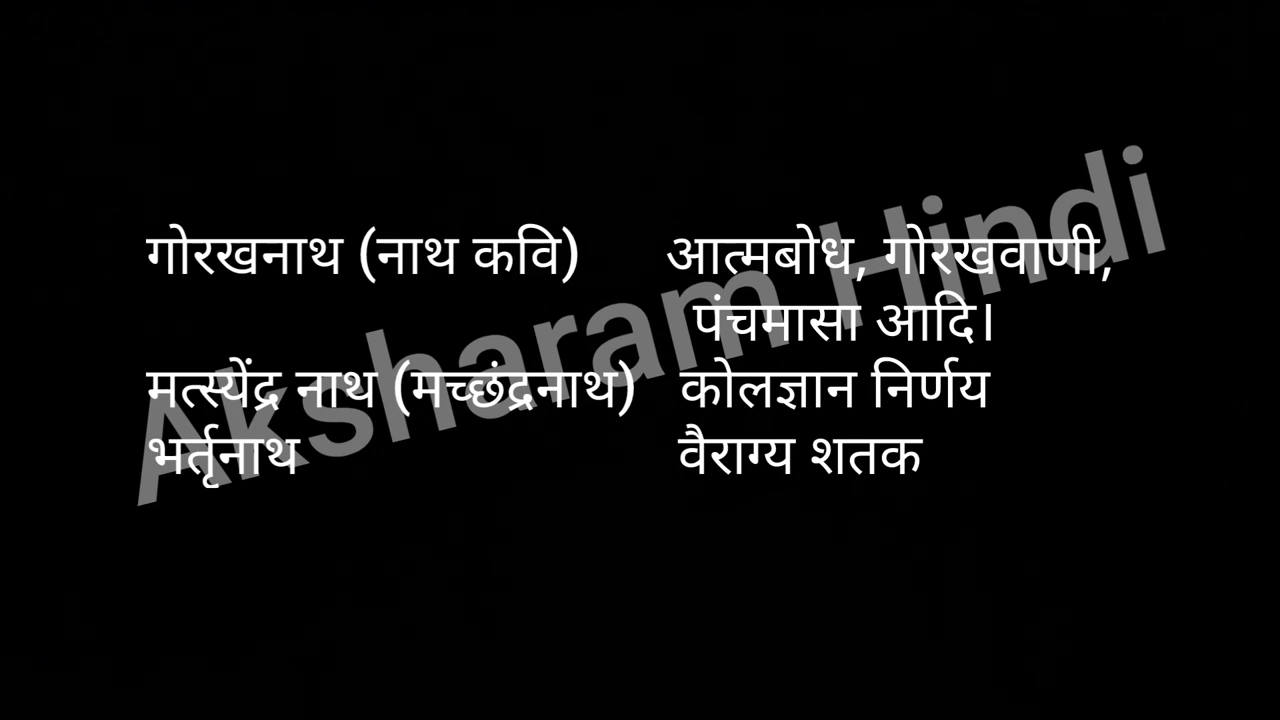 गोरखनाथ (नाथ कवि) आत्मबोध, गोरखवाणी,
पंचमासा आदि।
मत्स्येंद्र नाथ (मच्छंद्रनाथ) कोलज्ञान निर्णय
भर्तृनाथ वैराग्य शतक
Aksharam Hindi